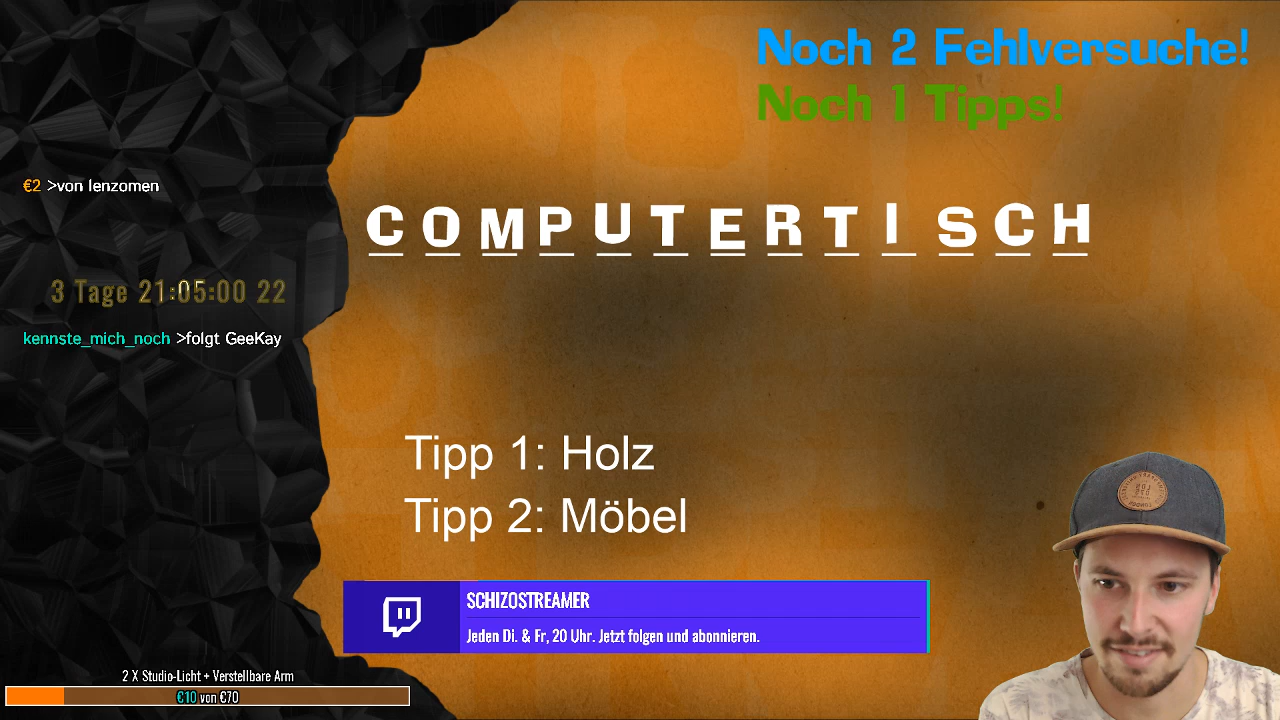 Noch 2 Fehlversuche!
Noch 1 Tipps!
€2 >von lenzomen
COMPUTERTISCH
3 Tage 21:05:00 22
kennste_mich_noch >folgt GeeKay
Tipp 1: Holz
Tipp 2: Möbel
SCHIZOSTREAMER
Jeden Di. & Fr, 20 Uhr. Jetzt folgen und abonnieren.
2 X Studio-Licht + Verstellbare Arm
€10 von €70